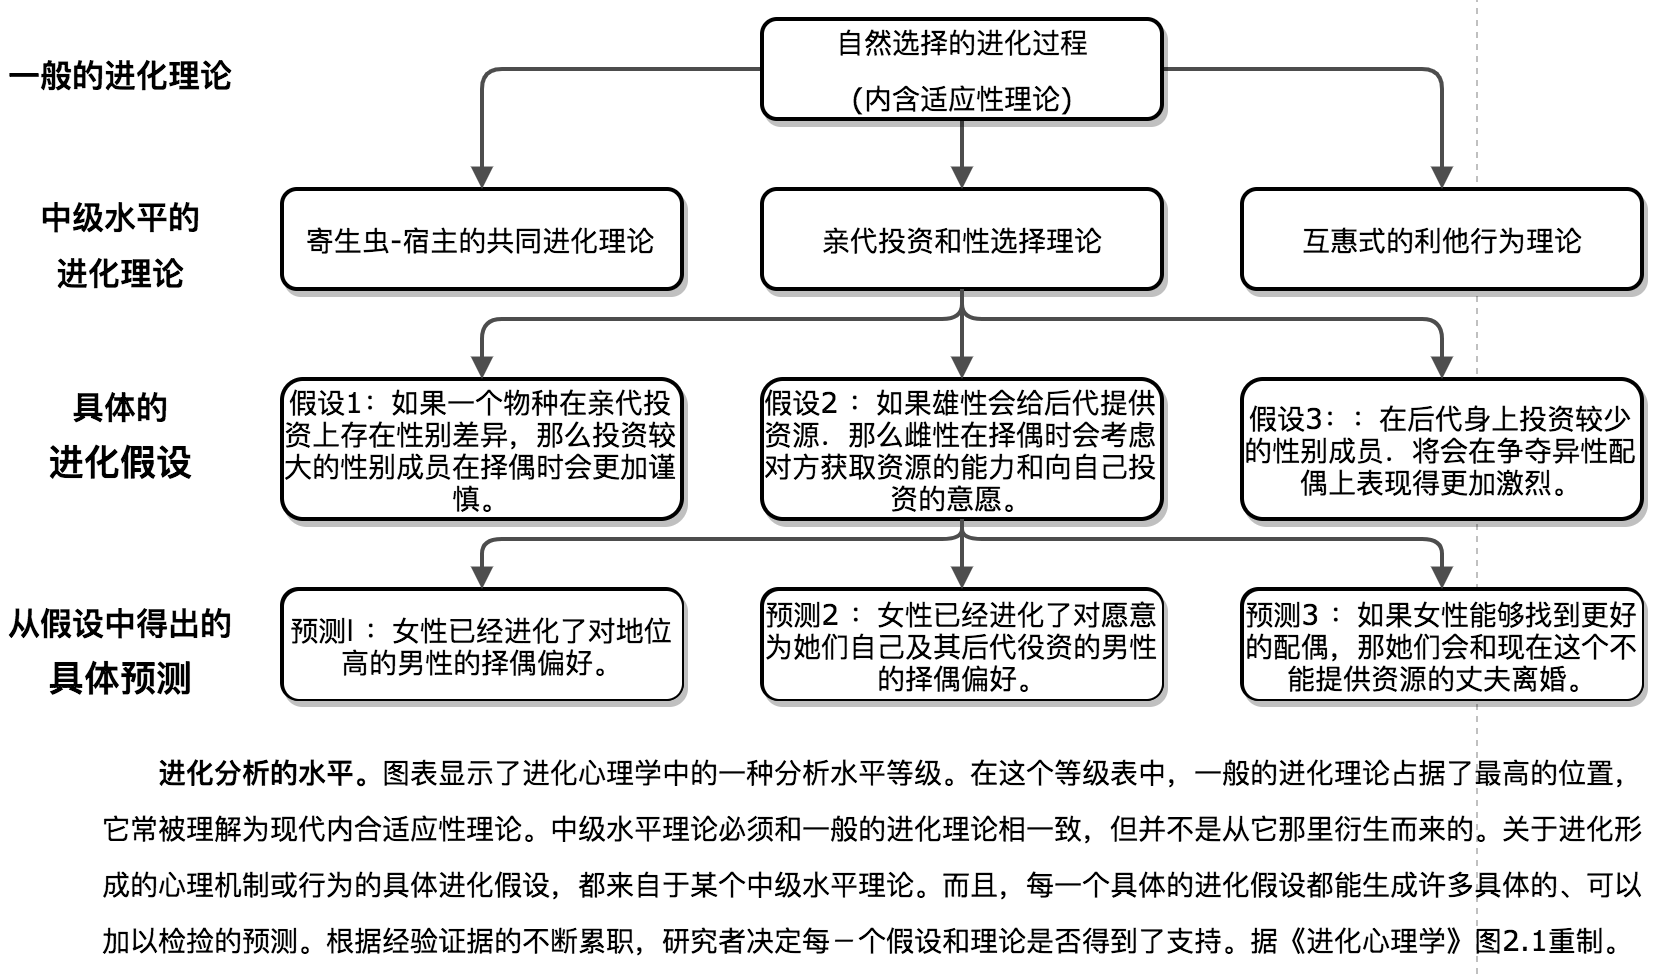 自然选择的进化过程
(内含适应性理论)
一般的进化理论
中级水平的
进化理论
寄生虫-宿主的共同进化理论
亲代投资和性选择理论
互惠式的利他行为理论
具体的
进化假设
假设1：如果一个物种在亲代投
资上存在性别差异，那么投资较
大的性别成员在择偶时会更加谨
慎。
假设2 ：如果雄性会给后代提供
资源．那么雌性在择偶时会考虑
对方获取资源的能力和向自己投
资的意愿。
假设3：：在后代身上投资较少
的性别成员．将会在争夺异性配
偶上表现得更加激烈。
从假设中得出的
具体预测
预测l ：女性已经进化了对地位
高的男性的择偶偏好。
预测2 ：女性已经进化了对愿意
为她们自己及其后代役资的男性
的择偶偏好。
预测3 ：如果女性能够找到更好
的配偶，那她们会和现在这个不
能提供资源的丈夫离婚。
进化分析的水平。图表显示了进化心理学中的一种分析水平等级。在这个等级表中，一般的进化理论占据了最高的位置，
它常被理解为现代内合适应性理论。中级水平理论必须和一般的进化理论相一致，但并不是从它那里衍生而来的。关于进化形
成的心理机制或行为的具体进化假设，都来自于某个中级水平理论。而且，每一个具体的进化假设都能生成许多具体的、可以
加以检捡的预测。根据经验证据的不断累职，研究者决定每－个假设和理论是否得到了支持。据《进化心理学》图2.1重制。